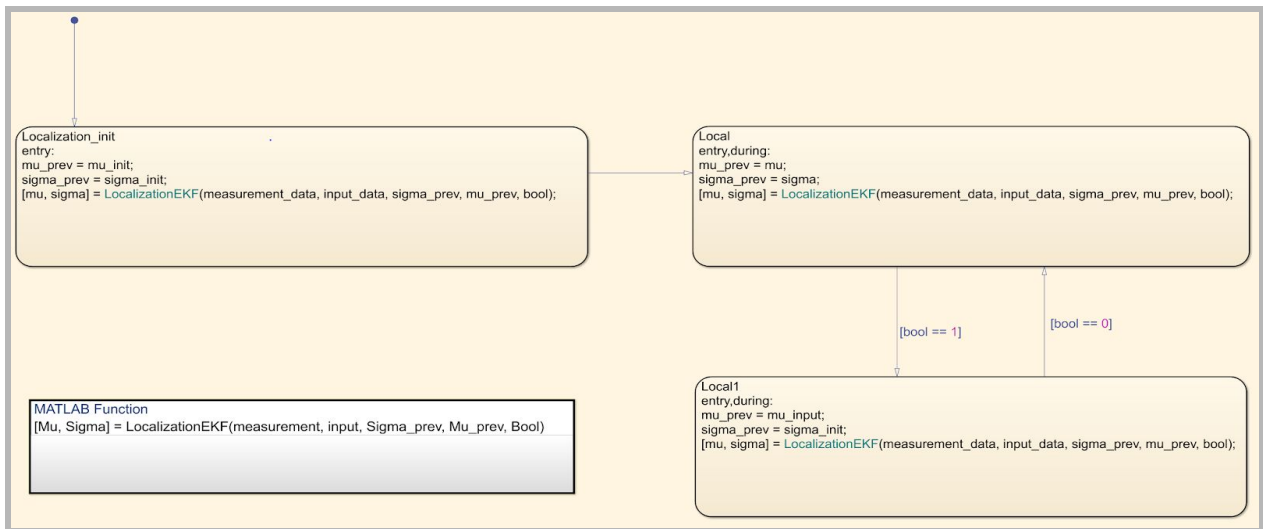 Localization_init
entry:
mu_prev = mu_init;
sigma_prev = sigma_init;
[mu, sigma] = LocalizationEKF(measurement_data, input_data, sigma_prev, mu_prev, bool);
Local
entry,during:
mu_prev = mu;
sigma_prev = sigma;
[mu, sigma] = LocalizationEKF(measurement_data, input_data, sigma_prev, mu_prev, bool);
[bool == 1]
[bool == 0]
MATLAB Function
[Mu, Sigma] = LocalizationEKF(measurement, input, Sigma_prev, Mu_prev, Bool)
Local1
entry,during:
mu_prev = mu_input;
sigma_prev = sigma_init;
[mu, sigma] = LocalizationEKF(measurement_data, input_data, sigma_prev, mu_prev, bool);